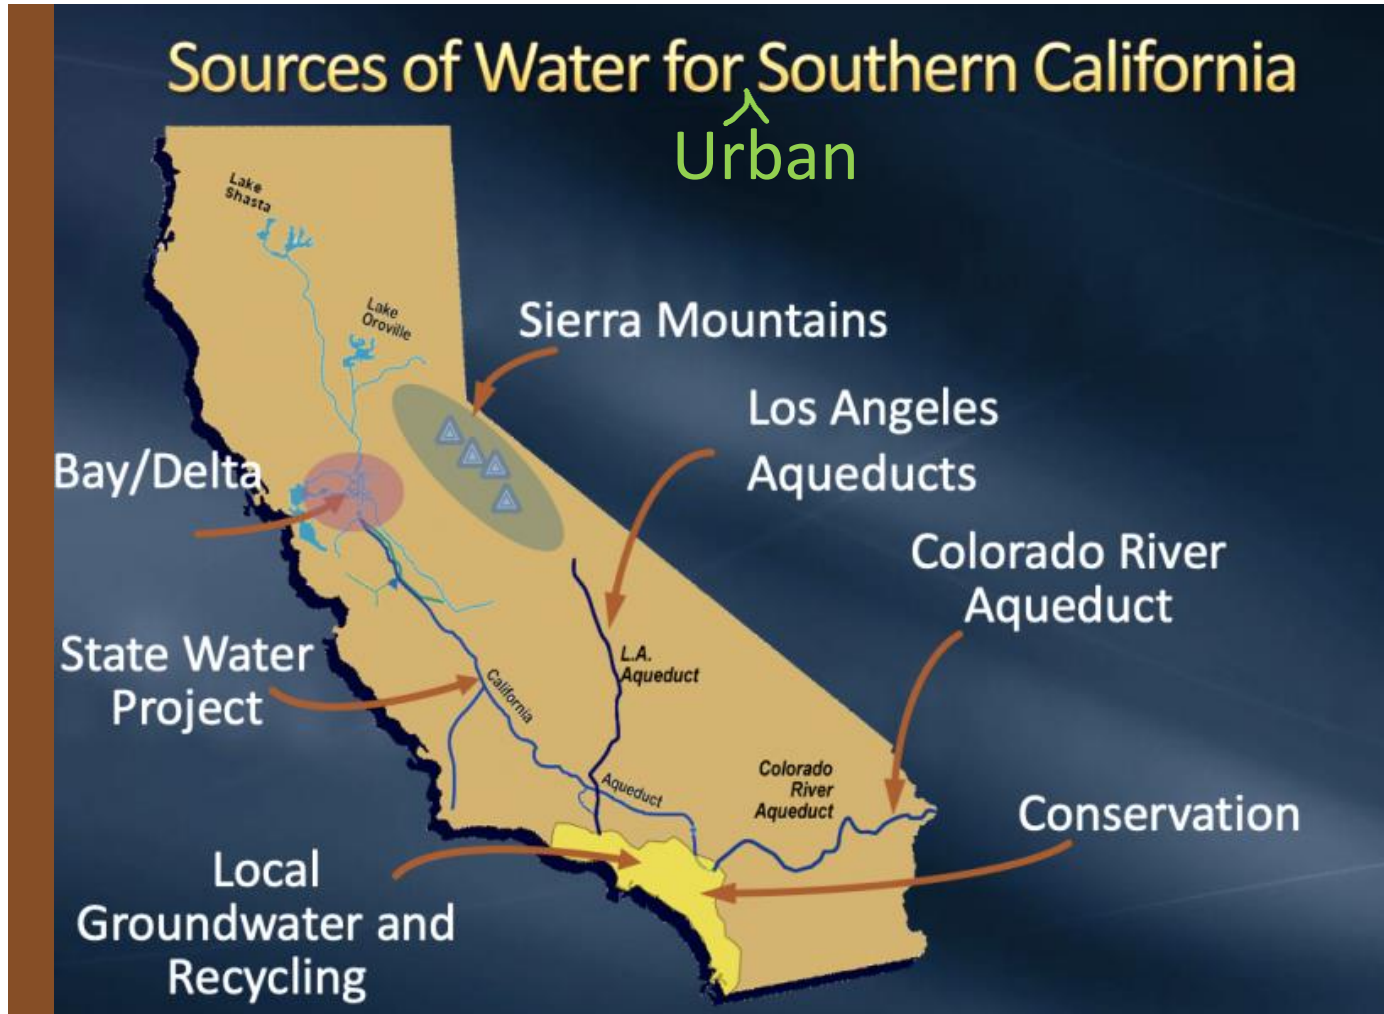 Sources of Water for Southern California
Urban
Lake
Shasta
Lake
Oroville
Sierra Mountains
Los Angeles
Aqueducts
Bay/Delta
Colorado River
Aqueduct
State Water
Project
L.A.
Aqueduct
California
Aqueduct
Colorado
River
Aqueduct
Conservation
Local
Groundwater and
Recycling